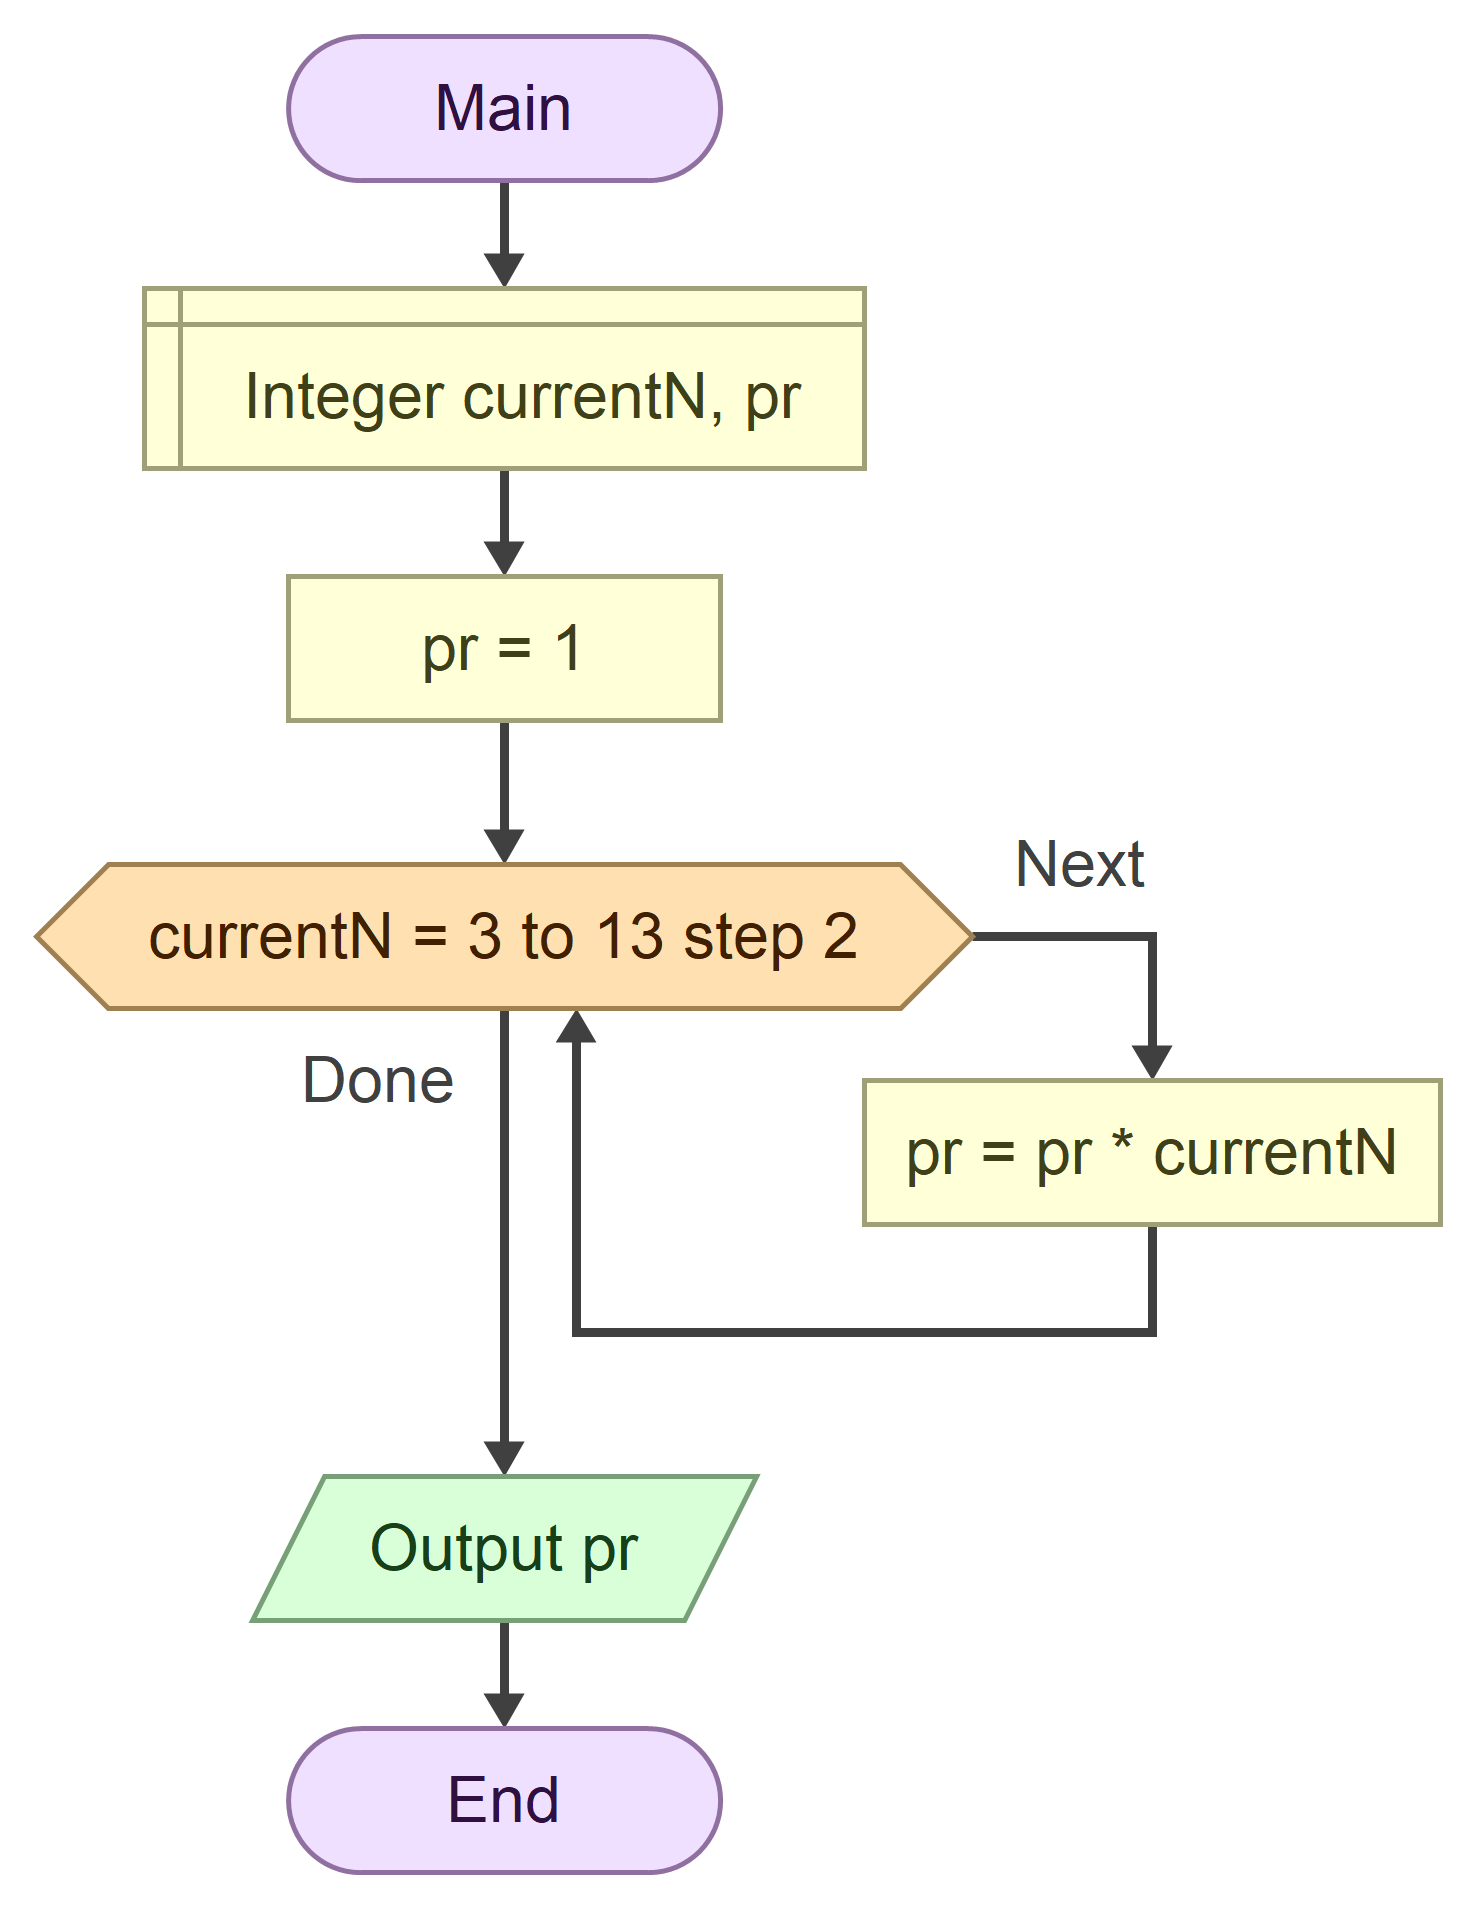 Main
Integer currentN, pr
pr = 1
currentN = 3 to 13 step 2
Next
Done
pr = pr * currentN
Output pr
End